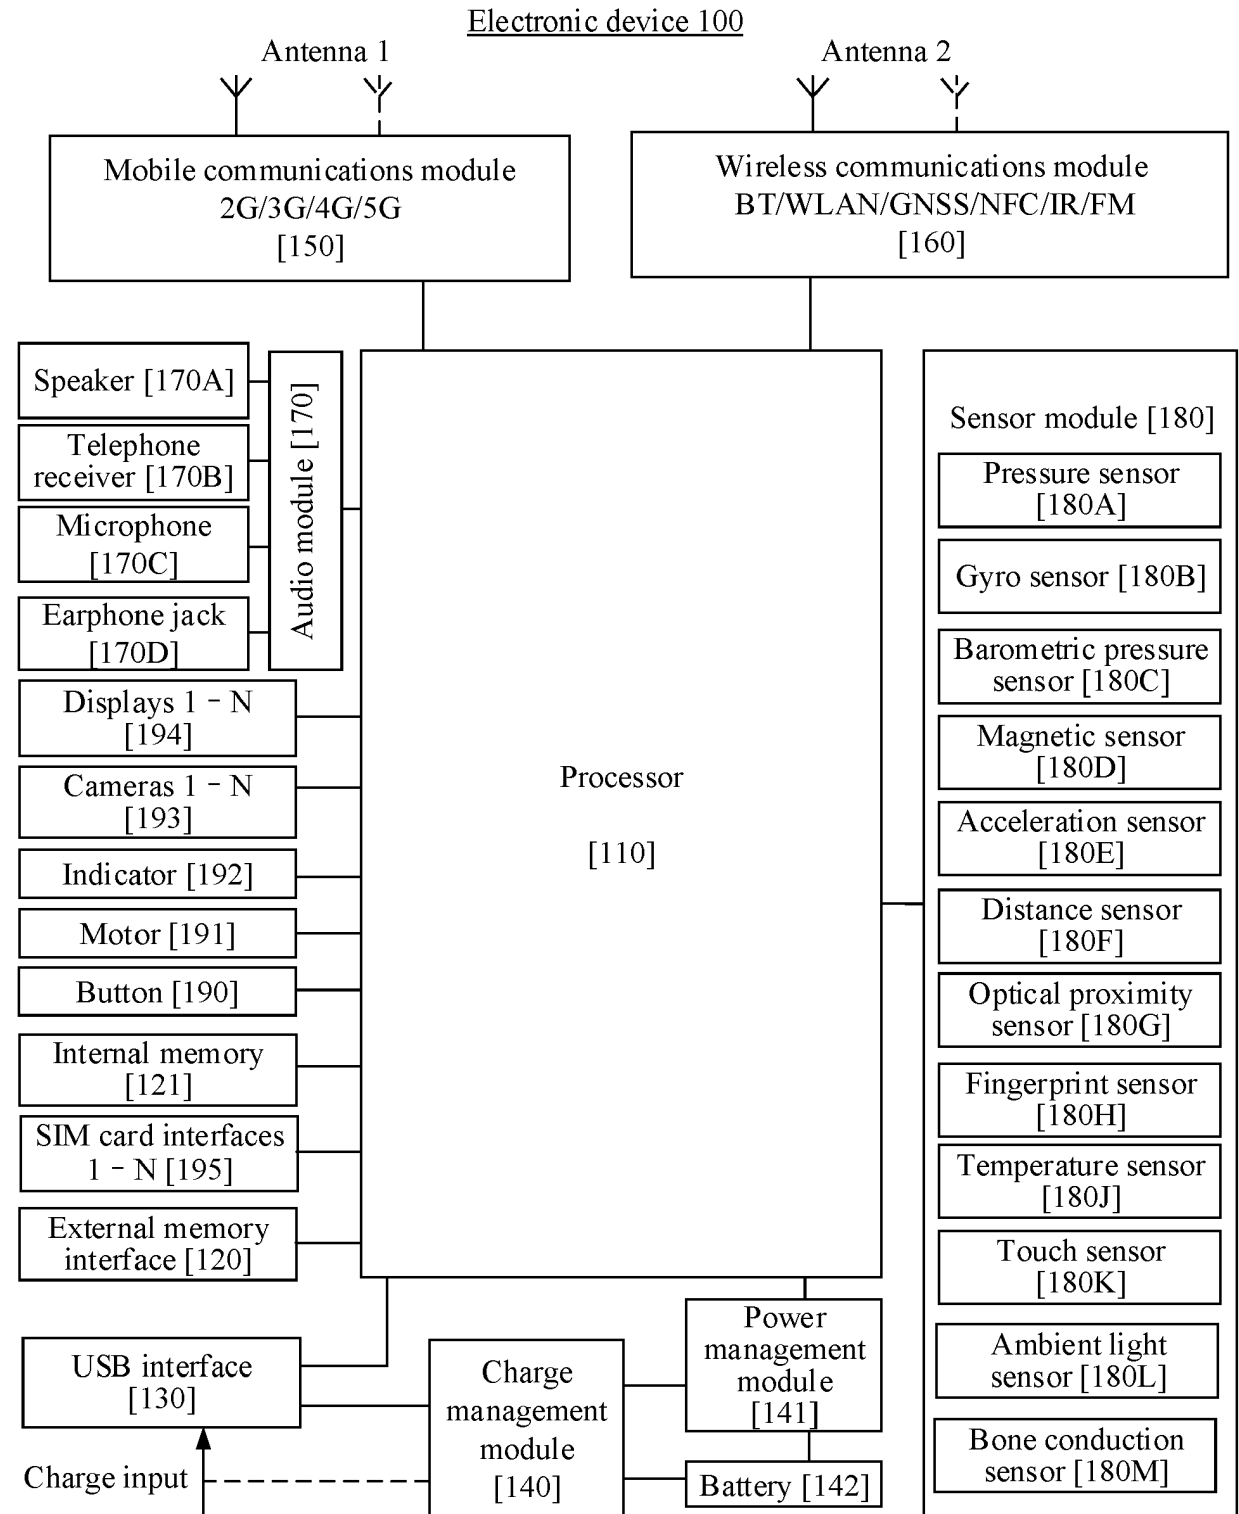 Electronic device 100
Antenna 1
Antenna 2
Mobile communications module
2G/3G/4G/5G
[150]
Wireless communications module
BT/WLAN/GNSS/NFC/IR/FM
[160]
Speaker [170A]
Telephone
receiver [170B]
Microphone
[170C]
Earphone jack
[170D]
Audio module [170]
Displays 1 - N
[194]
Cameras 1 - N
[193]
Indicator [192]
Motor [191]
Button [190]
Internal memory
[121]
SIM card interfaces
1 - N [195]
External memory
interface [120]
Processor
[110]
Sensor module [180]
Pressure sensor
[180A]
Gyro sensor [180B]
Barometric pressure
sensor [180C]
Magnetic sensor
[180D]
Acceleration sensor
[180E]
Distance sensor
[180F]
Optical proximity
sensor [180G]
Fingerprint sensor
[180H]
Temperature sensor
[180J]
Touch sensor
[180K]
Ambient light
sensor [180L]
Bone conduction
sensor [180M]
USB interface
[130]
Charge input
Charge
management
module
[140]
Power
management
module
[141]
Battery [142]